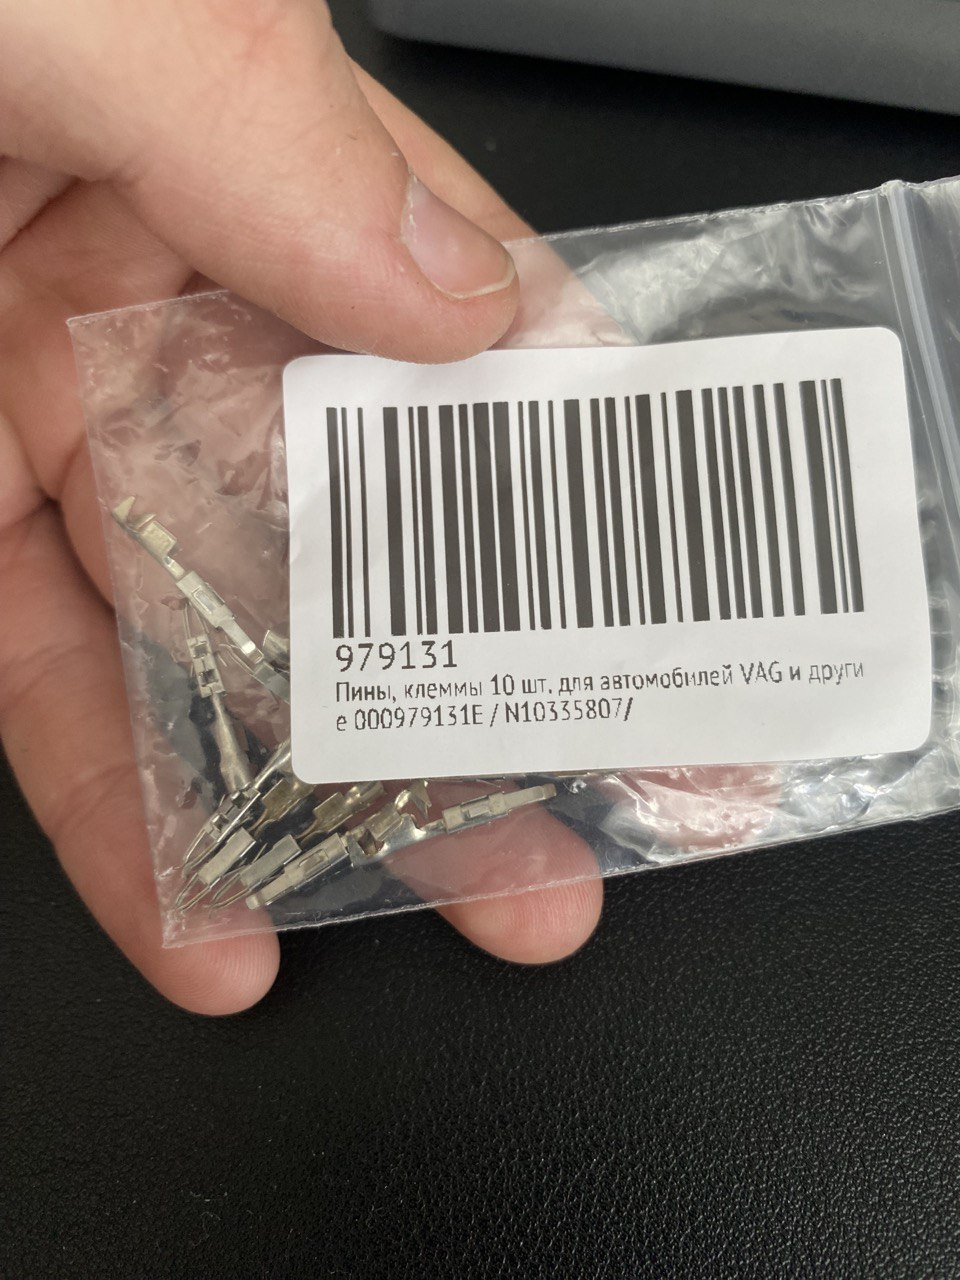 979131
Пины, клеммы 10 шт. для автомобилей VAG и други
е 000979131E / N10335807/